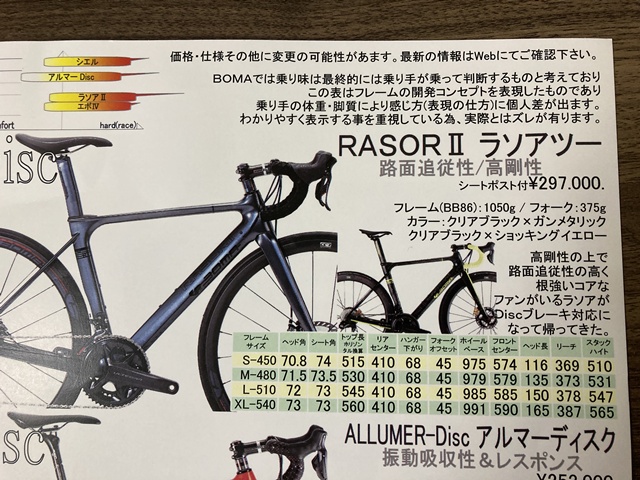 シエル
アルマーDisc
ラソアⅡ
エポⅣ
hard(race)
価格・仕様その他に変更の可能性があます。最新の情報はWebにてご確認下さい。
BOMAでは乗り味は最終的には乗り手が乗って判断するものと考えており
この表はフレームの開発コンセプトを表現したものであり
乗り手の体重・脚質により感じ方(表現の仕方)に個人差が出ます。
わかりやすく表示する事を重視している為、実際とはズレが有ります。
RASORⅡ ラソアツー
路面追従性/高剛性
シートポスト付¥297.000.
フレーム(BB86):1050g / フォーク:375g
カラー:クリアブラック×ガンメタリック
クリアブラック×ショッキングイエロー
高剛性の上で
路面追従性の高く
根強いコアな
ファンがいるラソアが
Discブレーキ対応に
なって帰ってきた。
フレームサイズ ヘッド角 シート角 トップ長ホリゾンタル換算 リアセンター ハンガー下がり フォークオフセット ホイールベース フロントセンター ヘッド長 リーチ スタックハイト
S-450 70.8 74 515 410 68 45 975 574 116 369 510
M-480 71.5 73.5 530 410 68 45 979 579 135 373 531
L-510 72 73 545 410 68 45 985 585 150 378 547
XL-540 73 73 560 410 68 45 991 590 165 387 565
ALLUMER-Disc アルマーディスク
振動吸収性&レスポンス